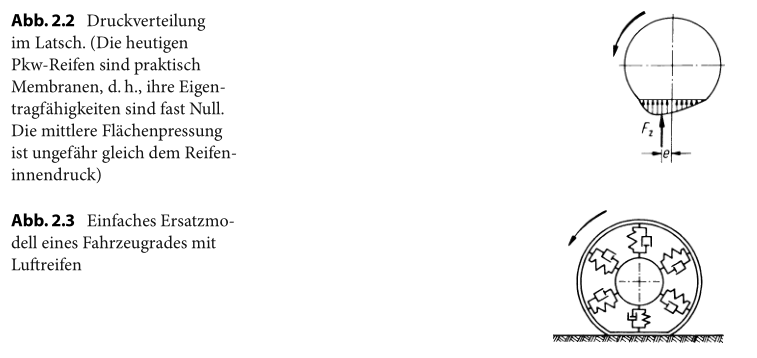 Abb. 2.2 Druckverteilung
im Latsch. (Die heutigen
Pkw-Reifen sind praktisch
Membranen, d. h., ihre Eigen-
tragfähigkeiten sind fast Null.
Die mittlere Flächenpressung
ist ungefähr gleich dem Reifen-
innendruck)
F_z
e
Abb. 2.3 Einfaches Ersatzmo-
dell eines Fahrzeugrades mit
Luftreifen